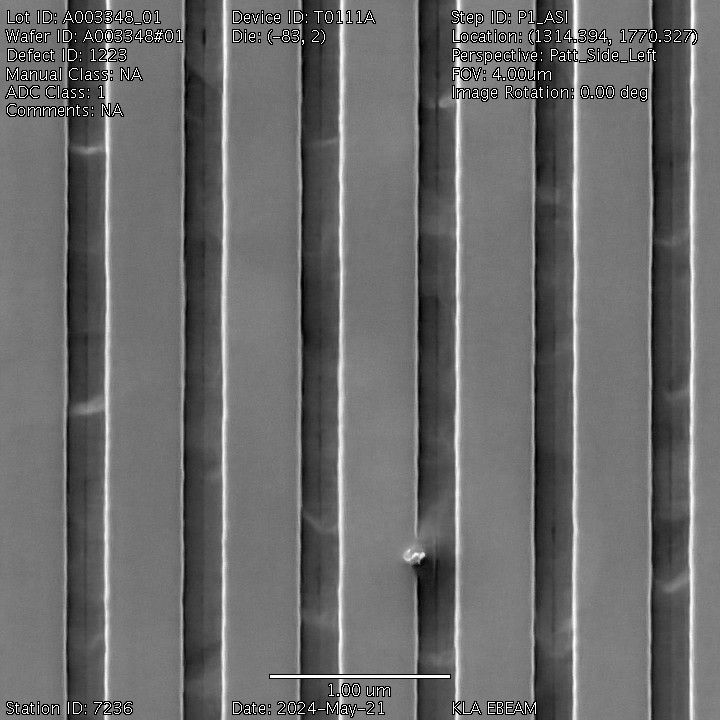 Lot ID: A003348_01
Wafer ID: A003348#01
Defect ID: 1223
Manual Class: NA
ADC Class: 1
Comments: NA
Device ID: T0111A
Die: (-83, 2)
Step ID: P1_ASI
Location: (1314.394, 1770.327)
Perspective: Patt_Side_Left
FOV: 4.00um
Image Rotation: 0.00 deg
1.00 um
Station ID: 7236
Date: 2024-May-21
KLA EBEAM